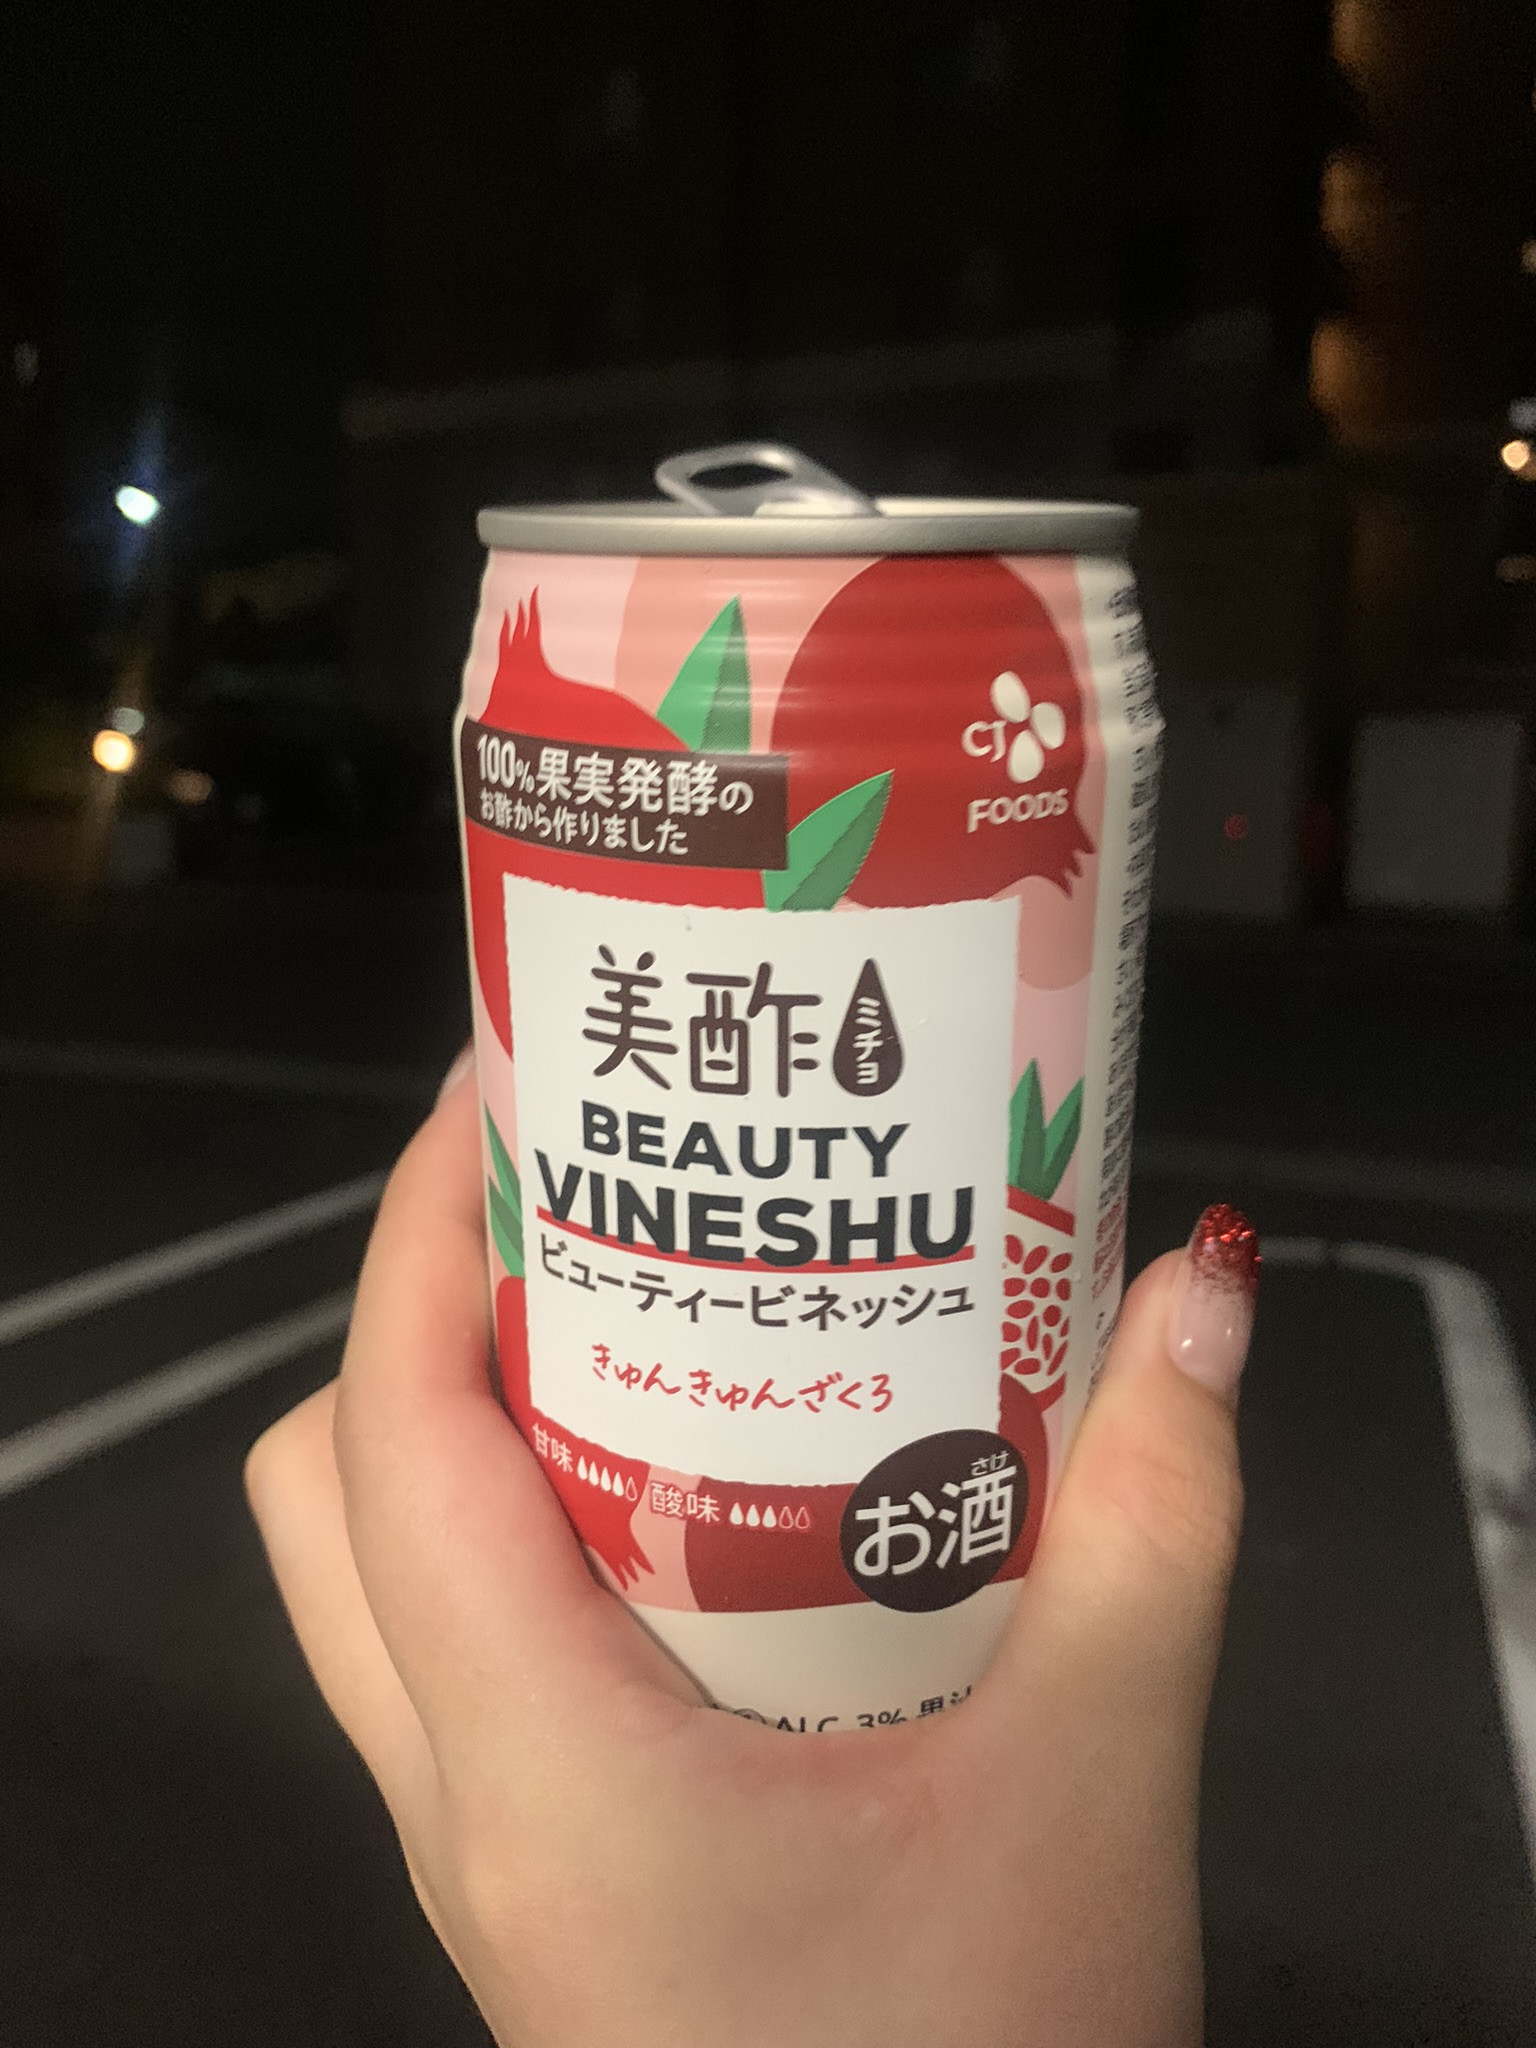 100%果実発酵の
お酢から作りました
CJ
FOODS
美酢
ミチョ
BEAUTY
VINESHU
ビューティービネッシュ
きゅんきゅんざくろ
甘味
酸味
さけ
お酒
ALC. 3% 果汁